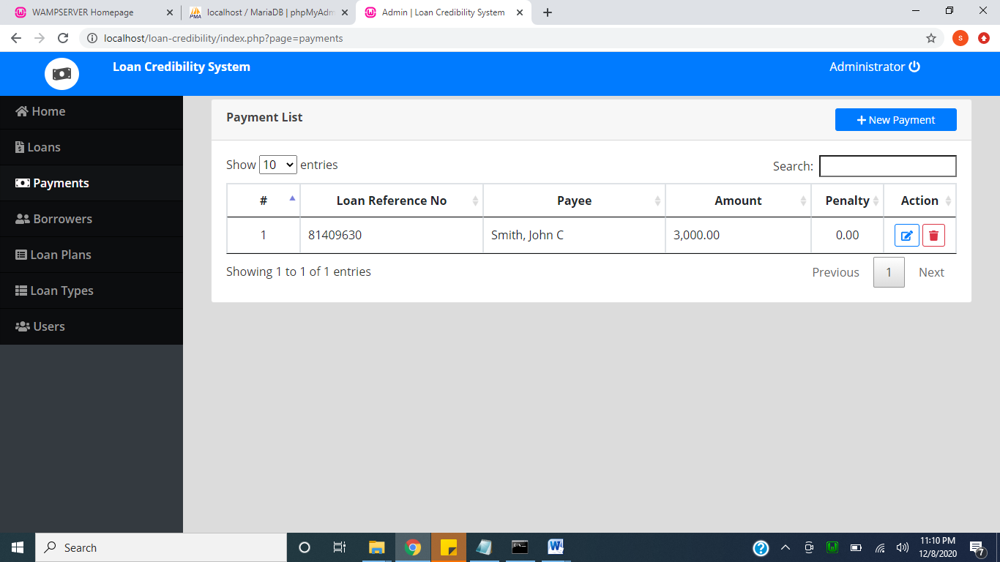 WAMPSERVER Homepage
localhost / MariaDB | phpMyAdm
Admin | Loan Credibility System
localhost/loan-credibility/index.php?page=payments
S
Loan Credibility System
Administrator
Home
Loans
Payments
Borrowers
Loan Plans
Loan Types
Users
Payment List
New Payment
Show 10 entries
Search:
# Loan Reference No Payee Amount Penalty Action
1 81409630 Smith, John C 3,000.00 0.00
Showing 1 to 1 of 1 entries
Previous 1 Next
Search
11:10 PM
12/8/2020
7